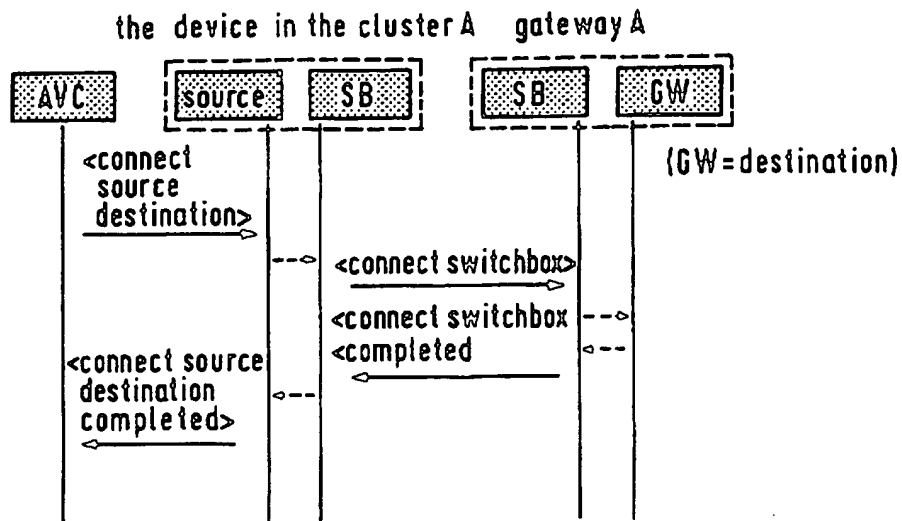 the device in the cluster A gateway A
AVC source SB SB GW
(GW=destination)
<connect
source
destination>
<connect switchbox>
<connect switchbox
<completed
<connect source
destination
completed>